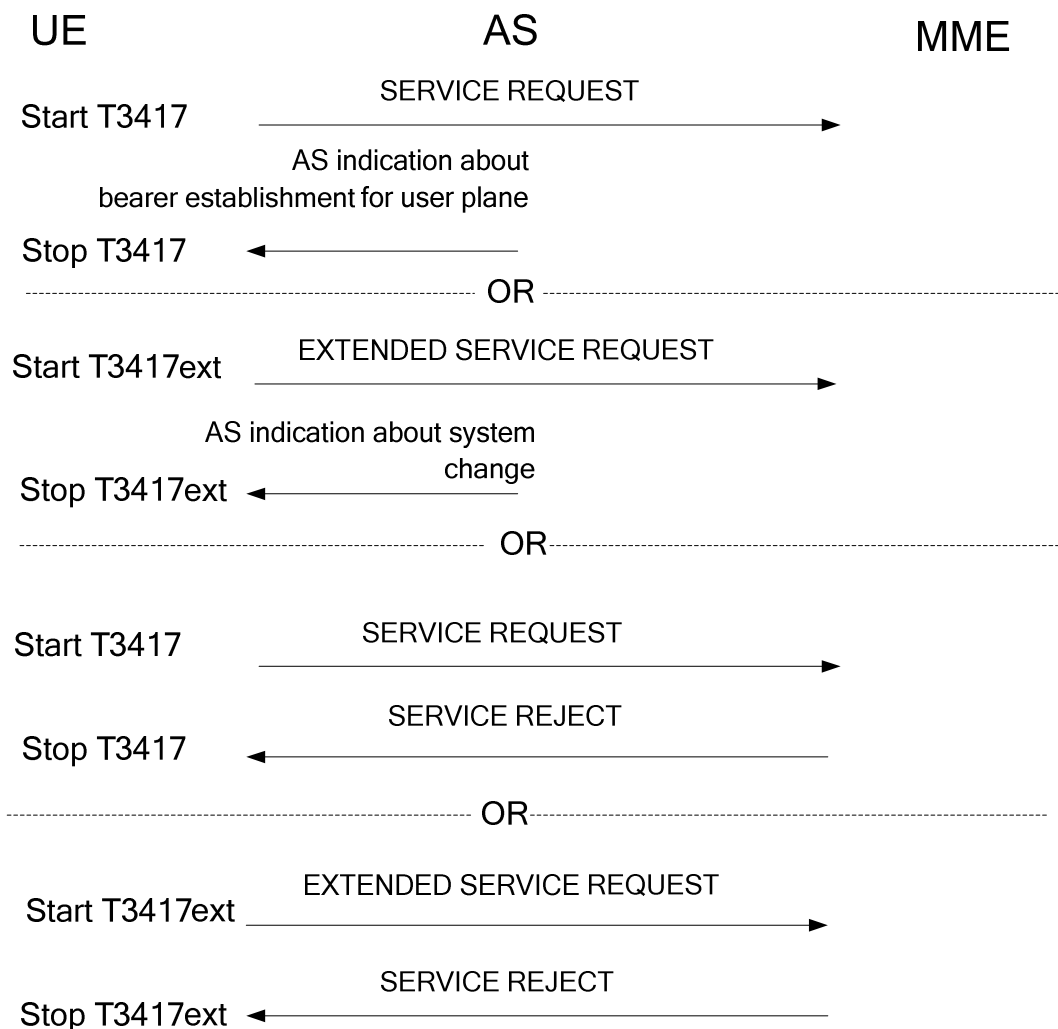 UE AS MME
SERVICE REQUEST
Start T3417
AS indication about
bearer establishment for user plane
Stop T3417
OR
EXTENDED SERVICE REQUEST
Start T3417ext
AS indication about system
change
Stop T3417ext
OR
SERVICE REQUEST
Start T3417
SERVICE REJECT
Stop T3417
OR
EXTENDED SERVICE REQUEST
Start T3417ext
SERVICE REJECT
Stop T3417ext